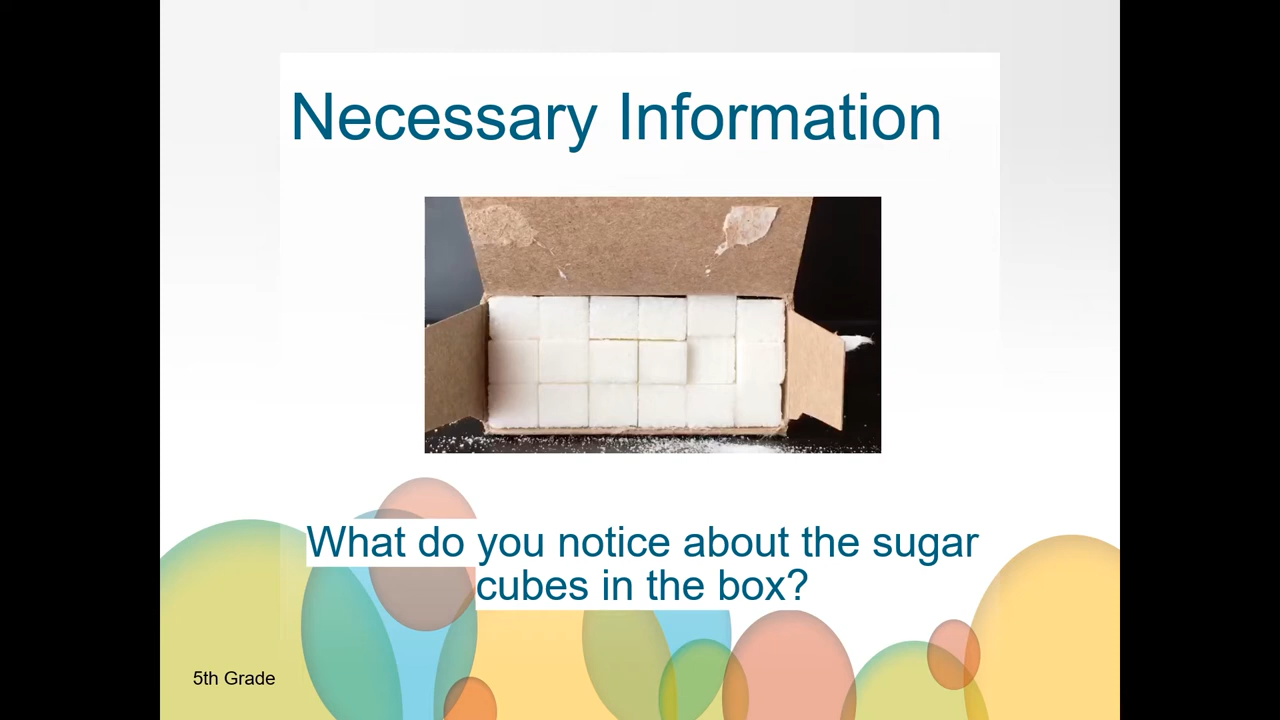 Necessary Information
What do you notice about the sugar
cubes in the box?
5th Grade